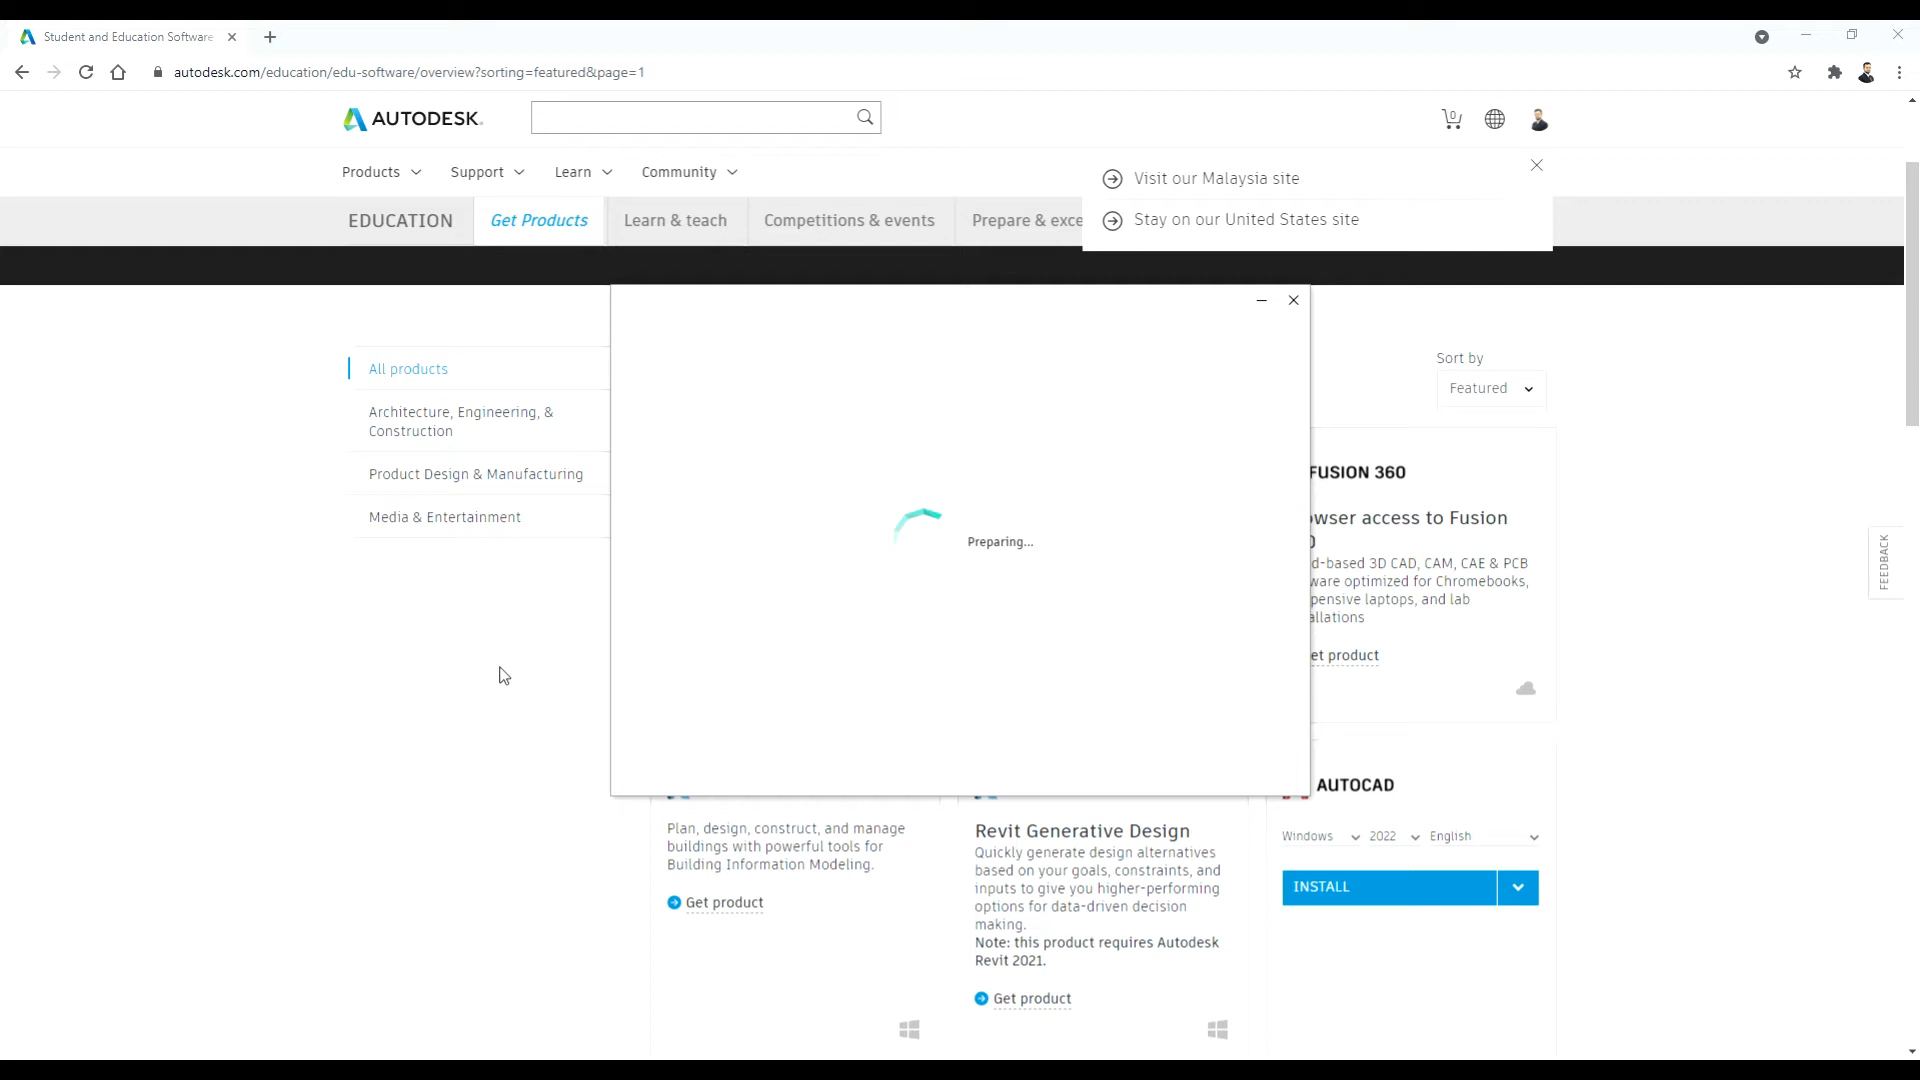 Student and Education Software
autodesk.com/education/edu-software/overview?sorting=featured&page=1
AUTODESK.
0
Products
Support
Learn
Community
Visit our Malaysia site
Stay on our United States site
EDUCATION
Get Products
Learn & teach
Competitions & events
Prepare & exce
All products
Architecture, Engineering, &
Construction
Product Design & Manufacturing
Media & Entertainment
Preparing...
Sort by
Featured
FUSION 360
owser access to Fusion
d-based 3D CAD, CAM, CAE & PCB
ware optimized for Chromebooks,
pensive laptops, and lab
allations
et product
FEEDBACK
Plan, design, construct, and manage
buildings with powerful tools for
Building Information Modeling.
Get product
Revit Generative Design
Quickly generate design alternatives
based on your goals, constraints, and
inputs to give you higher-performing
options for data-driven decision
making.
Note: this product requires Autodesk
Revit 2021.
Get product
AUTOCAD
Windows 2022 English
INSTALL